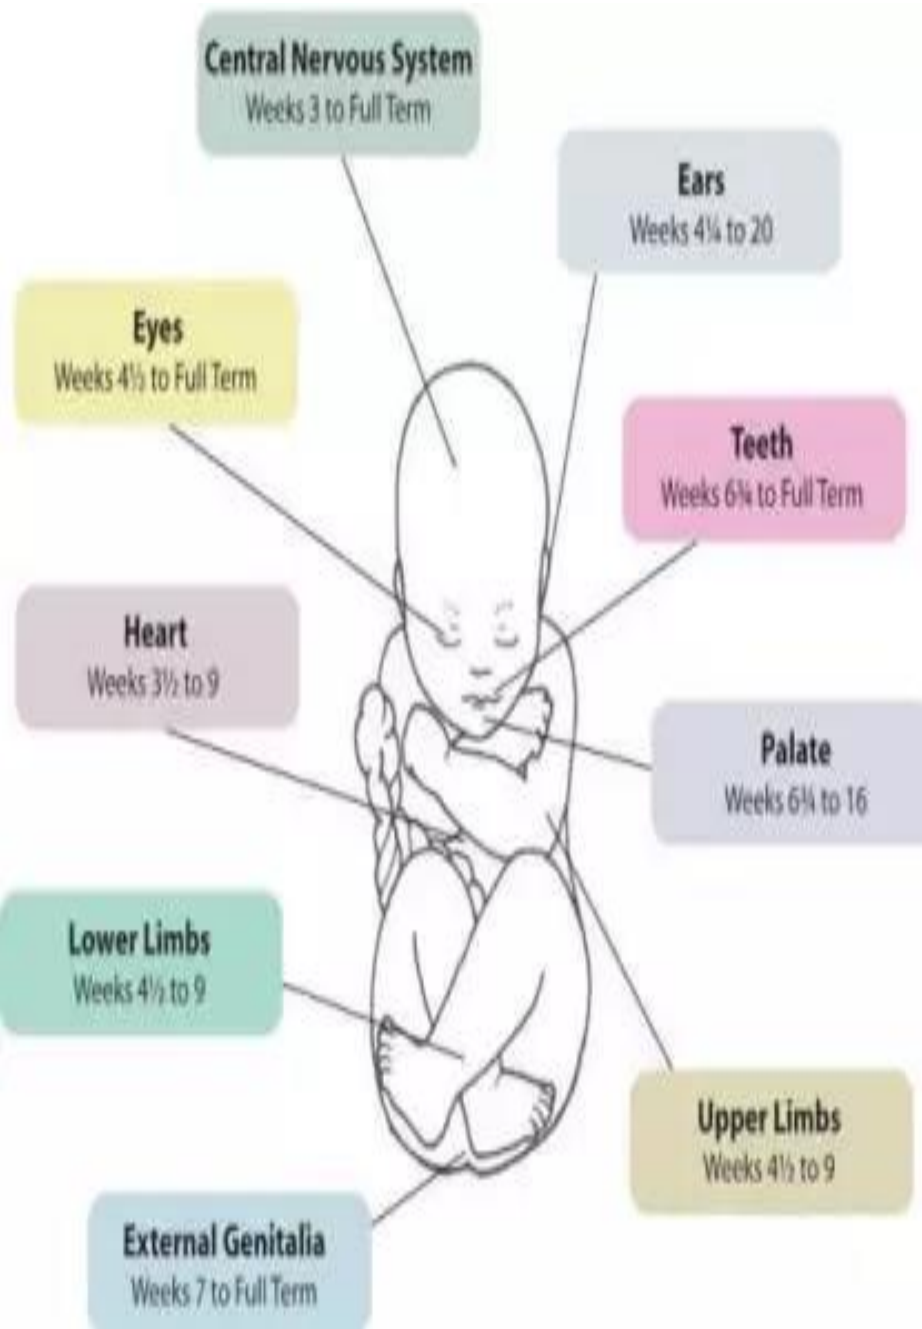 Central Nervous System
Weeks 3 to Full Term
Ears
Weeks 4¼ to 20
Eyes
Weeks 4½ to Full Term
Teeth
Weeks 6¾ to Full Term
Heart
Weeks 3½ to 9
Palate
Weeks 6¾ to 16
Lower Limbs
Weeks 4½ to 9
Upper Limbs
Weeks 4½ to 9
External Genitalia
Weeks 7 to Full Term